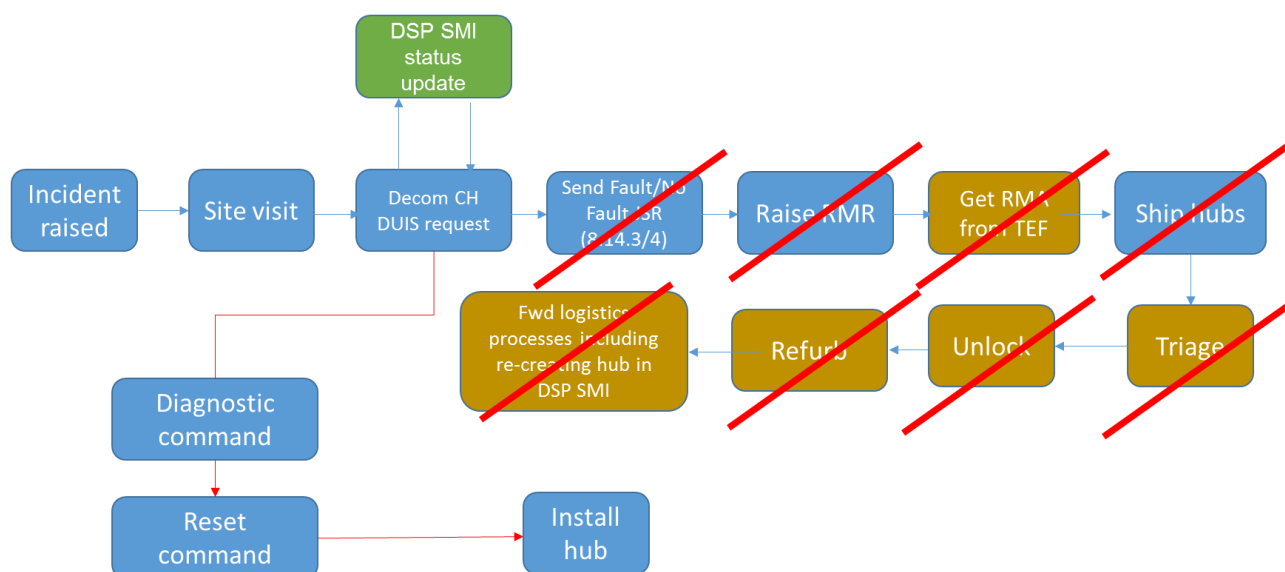 DSP SMI
status
update
Incident
raised
Site visit
Decom CH
DUIS request
Send Fault/No
Fault JSR
(8.14.3/4)
Raise RMR
Get RMA
from TEF
Ship hubs
Fwd logistics
processes including
re-creating hub in
DSP SMI
Refurb
Unlock
Triage
Diagnostic
command
Reset
command
Install
hub